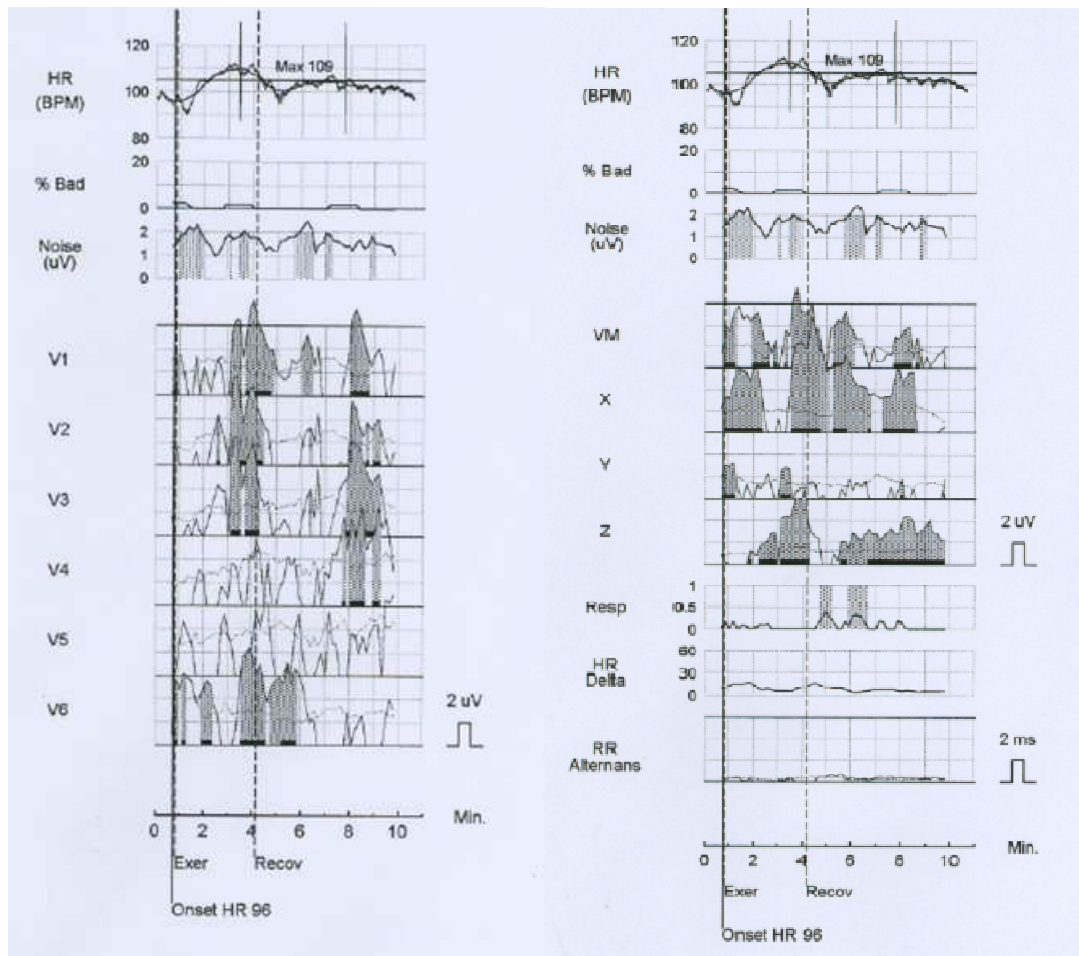 120
HR
(BPM)
Max 109
100
80
20
% Bad
0
Noise
(uV)
2
1
0
V1
V2
V3
V4
V5
V6
2 uV
0 2 4 6 8 10
Min.
Exer
Recov
Onset HR 96
120
HR
(BPM)
Max 109
100
80
20
% Bad
0
Noise
(uV)
2
1
0
VM
X
Y
Z
2 uV
Resp
1
0.5
0
HR
Delta
60
30
0
RR
Alternans
2 ms
0 2 4 6 8 10
Min.
Exer
Recov
Onset HR 96